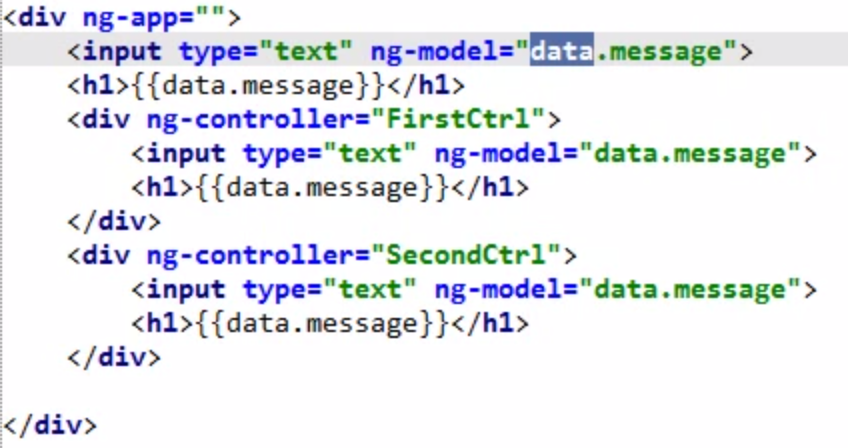 <div ng-app="">
    <input type="text" ng-model="data.message">
    <h1>{{data.message}}</h1>
    <div ng-controller="FirstCtrl">
        <input type="text" ng-model="data.message">
        <h1>{{data.message}}</h1>
    </div>
    <div ng-controller="SecondCtrl">
        <input type="text" ng-model="data.message">
        <h1>{{data.message}}</h1>
    </div>

</div>